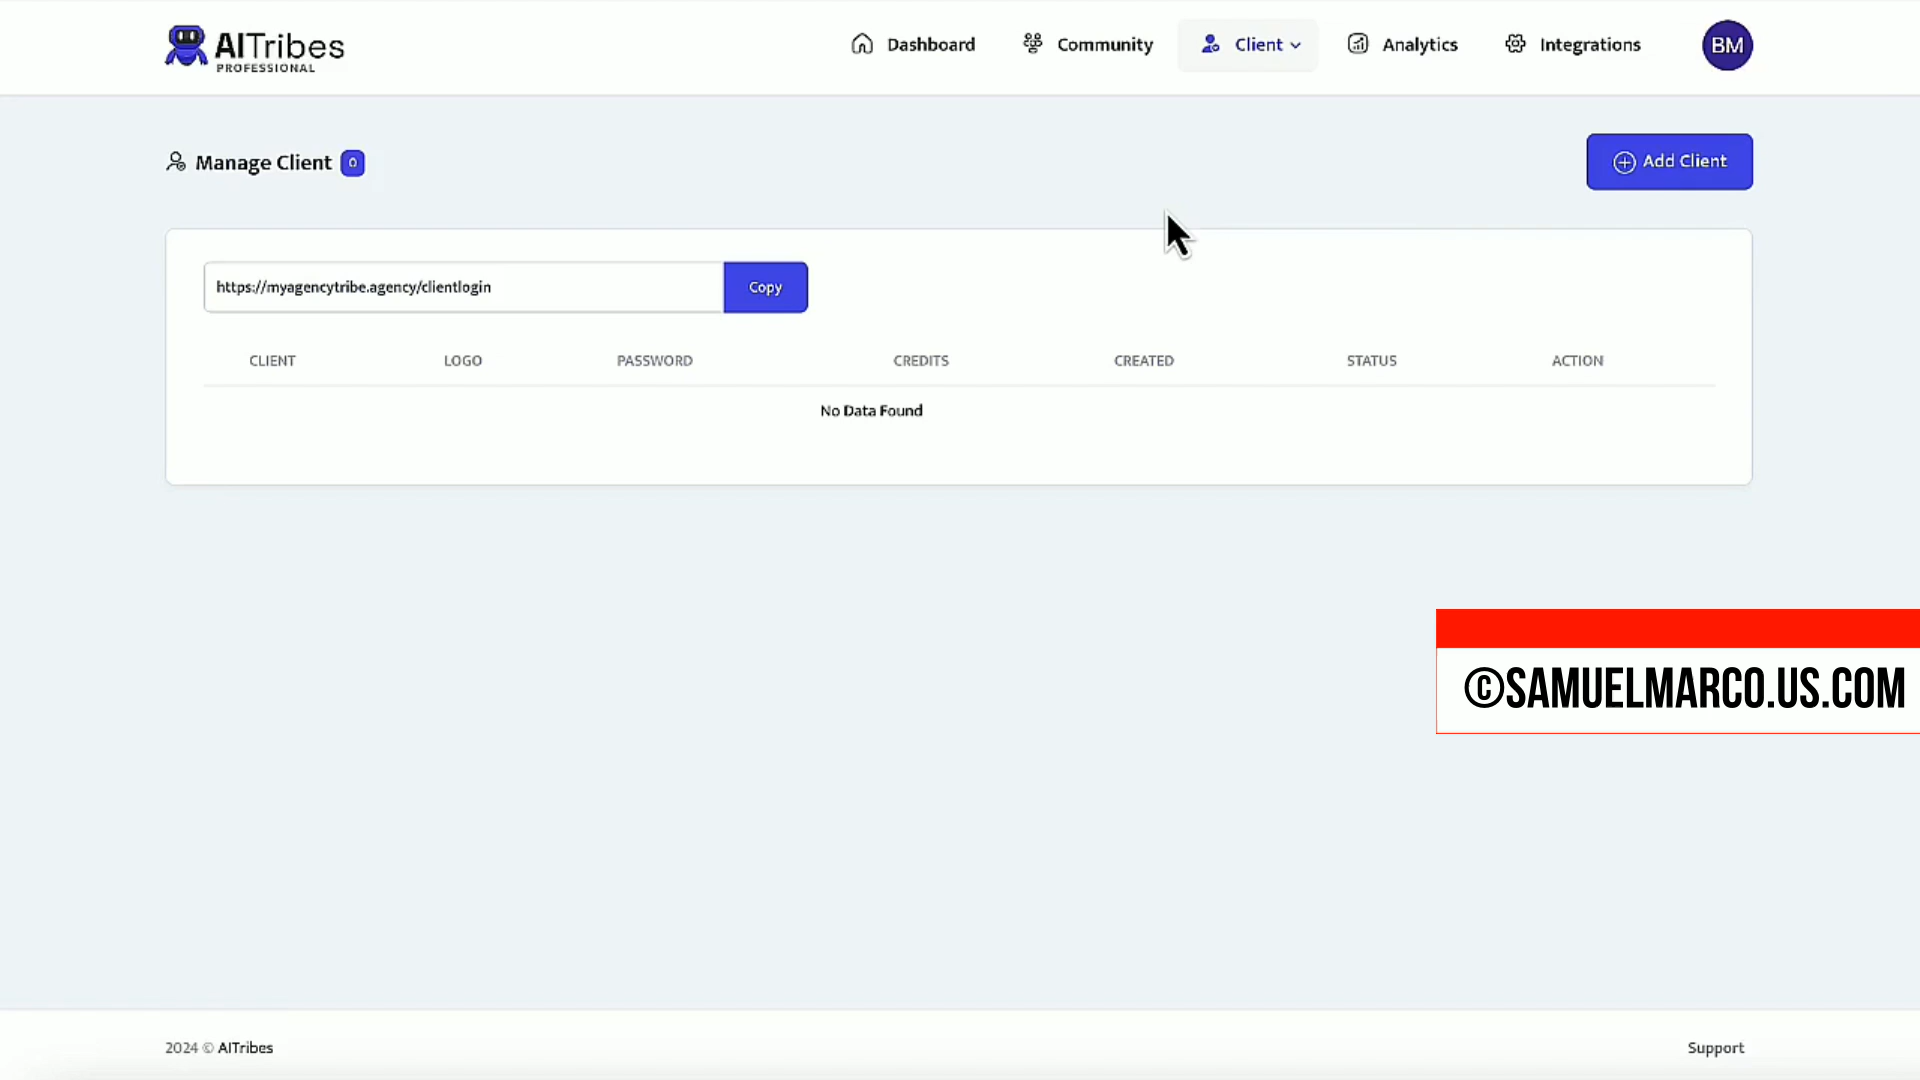 AITribes
PROFESSIONAL
Dashboard
Community
Client
Analytics
Integrations
BM
Manage Client 0
Add Client
https://myagencytribe.agency/clientlogin
Copy
CLIENT LOGO PASSWORD CREDITS CREATED STATUS ACTION
No Data Found
©SAMUELMARCO.US.COM
2024 © AITribes
Support